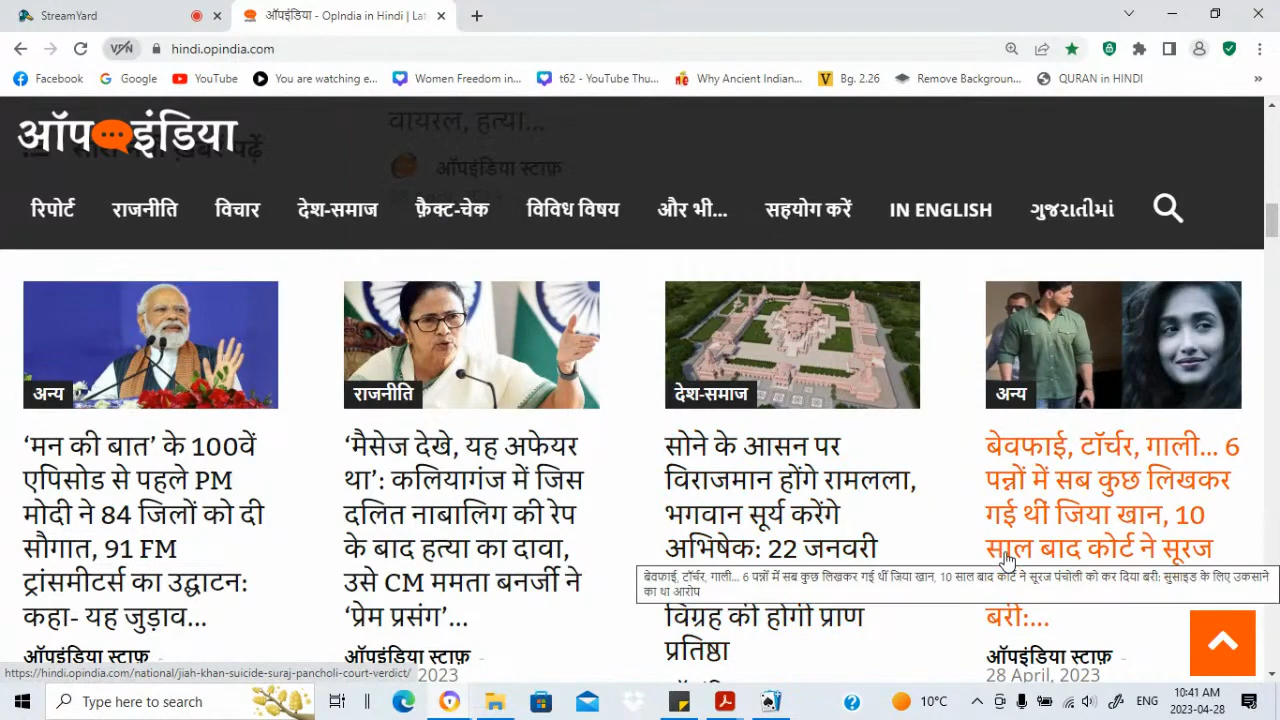 StreamYard
ऑपइंडिया - OpIndia in Hindi | Lat
hindi.opindia.com
Facebook
Google
YouTube
You are watching e...
Women Freedom in...
t62 - YouTube Thu...
Why Ancient Indian...
Bg. 2.26
Remove Backgroun...
QURAN in HINDI
»
वायरल, हत्या...
ऑपइंडिया
ऑपइंडिया स्टाफ़
रिपोर्ट
राजनीति
विचार
देश-समाज
फ़ैक्ट-चेक
विविध विषय
और भी...
सहयोग करें
IN ENGLISH
ગુજરાતીમાં
अन्य
‘मन की बात’ के 100वें
एपिसोड से पहले PM
मोदी ने 84 जिलों को दी
सौगात, 91 FM
ट्रांसमीटर्स का उद्घाटन:
कहा- यह जुड़ाव...
ऑपइंडिया स्टाफ़ -
राजनीति
‘मैसेज देखे, यह अफेयर
था’: कलियागंज में जिस
दलित नाबालिग की रेप
के बाद हत्या का दावा,
उसे CM ममता बनर्जी ने
‘प्रेम प्रसंग’...
ऑपइंडिया स्टाफ़ -
2023
देश-समाज
सोने के आसन पर
विराजमान होंगे रामलला,
भगवान सूर्य करेंगे
अभिषेक: 22 जनवरी
विग्रह की होगी प्राण
प्रतिष्ठा
अन्य
बेवफाई, टॉर्चर, गाली... 6
पन्नों में सब कुछ लिखकर
गई थीं जिया खान, 10
साल बाद कोर्ट ने सूरज
बरी:...
ऑपइंडिया स्टाफ़ -
28 April, 2023
बेवफाई, टॉर्चर, गाली... 6 पन्नों में सब कुछ लिखकर गई थीं जिया खान, 10 साल बाद कोर्ट ने सूरज पंचोली को कर दिया बरी: सुसाइड के लिए उकसाने
का था आरोप
https://hindi.opindia.com/national/jiah-khan-suicide-suraj-pancholi-court-verdict/
Type here to search
10°C
10:41 AM
2023-04-28